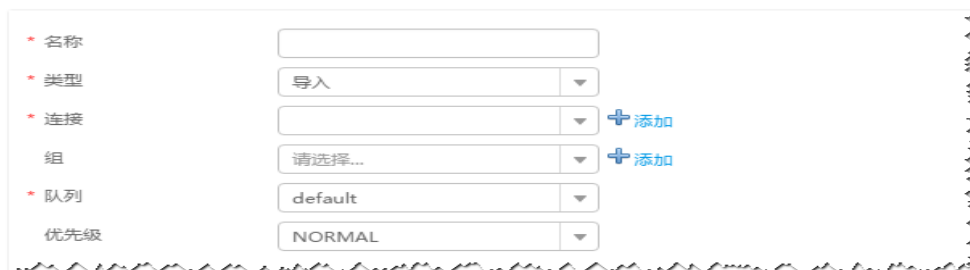 * 名称
* 类型 导入
* 连接 添加
组 请选择... 添加
* 队列 default
优先级 NORMAL